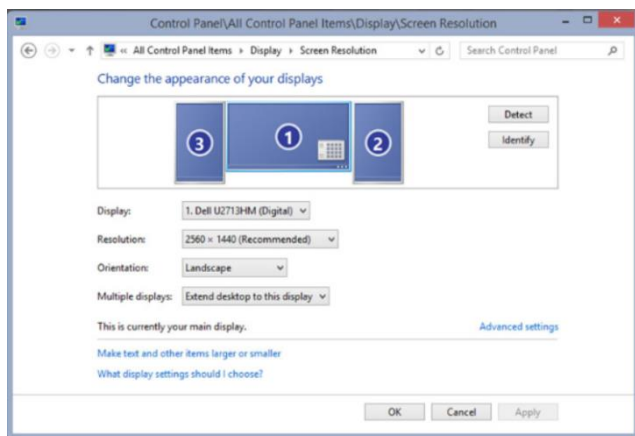 Control Panel\All Control Panel Items\Display\Screen Resolution
« All Control Panel Items Display Screen Resolution
Search Control Panel
Change the appearance of your displays
3
1
2
Detect
Identify
Display:
1. Dell U2713HM (Digital)
Resolution:
2560 × 1440 (Recommended)
Orientation:
Landscape
Multiple displays:
Extend desktop to this display
This is currently your main display.
Advanced settings
Make text and other items larger or smaller
What display settings should I choose?
OK
Cancel
Apply